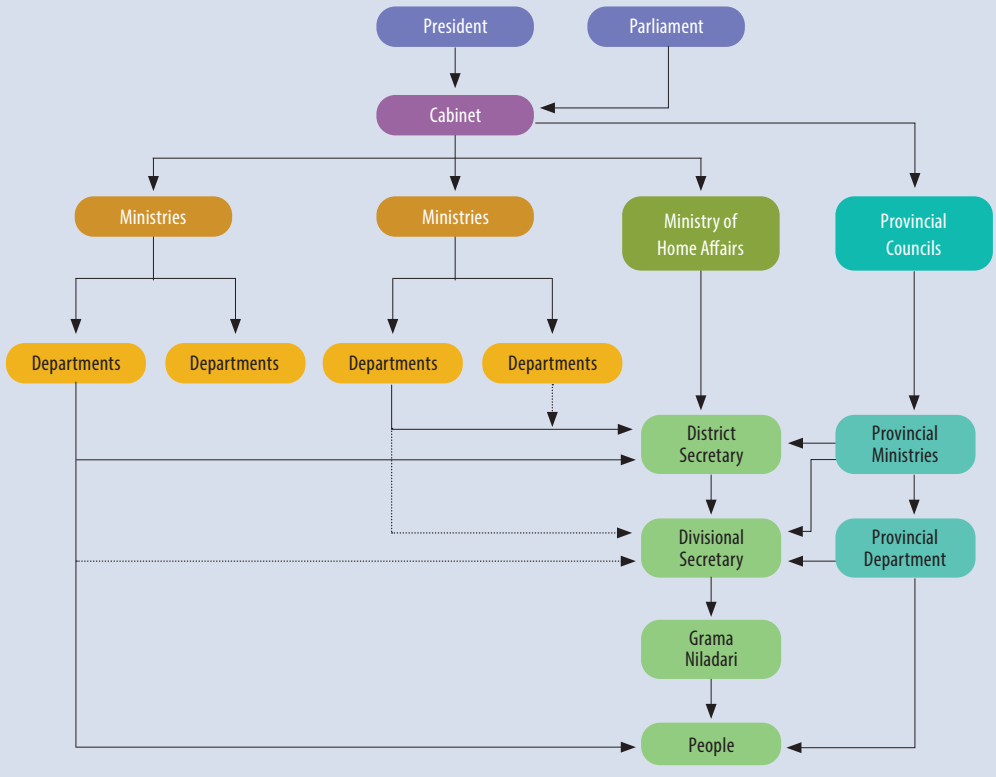 President
Parliament
Cabinet
Ministries
Ministries
Ministry of
Home Affairs
Provincial
Councils
Departments
Departments
Departments
Departments
District
Secretary
Provincial
Ministries
Divisional
Secretary
Provincial
Department
Grama
Niladari
People